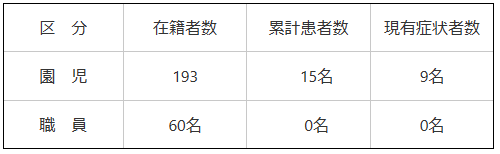 区　分 在籍者数 累計患者数 現有症状者数
園　児 193 15名 9名
職　員 60名 0名 0名